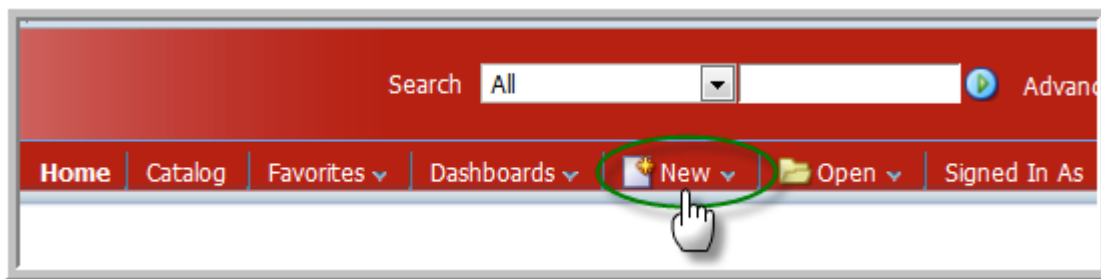 Search All Advanc
Home Catalog Favorites Dashboards New Open Signed In As